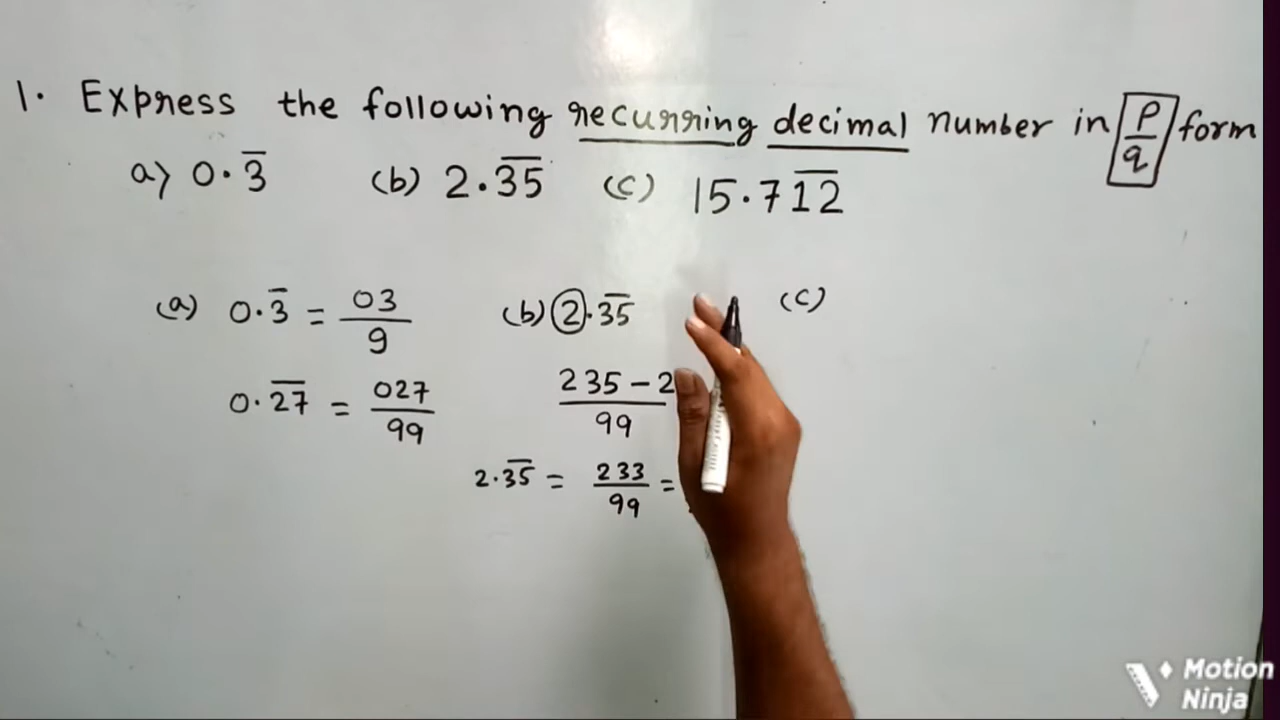 1. Express the following recurring decimal number in p/q form
a) 0.3̅ (b) 2.3̅5̅ (c) 15.71̅2̅
(a) 0.3̅ = 03/9 (b) 2.3̅5̅ (c)
0.2̅7̅ = 027/99 235-2/99
2.3̅5̅ = 233/99 =
Motion
Ninja